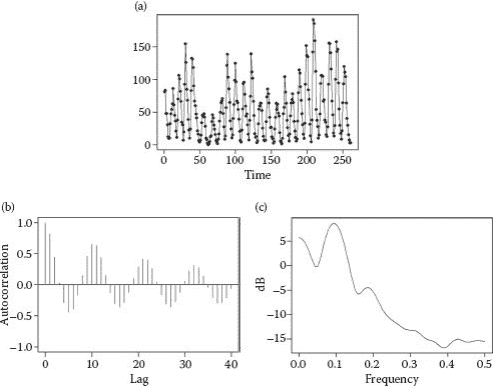 (a)
150
100
50
0
0 50 100 150 200 250
Time
(b)
1.0
0.5
0.0
−0.5
−1.0
Autocorrelation
0 10 20 30 40
Lag
(c)
5
0
−5
−10
−15
dB
0.0 0.1 0.2 0.3 0.4 0.5
Frequency